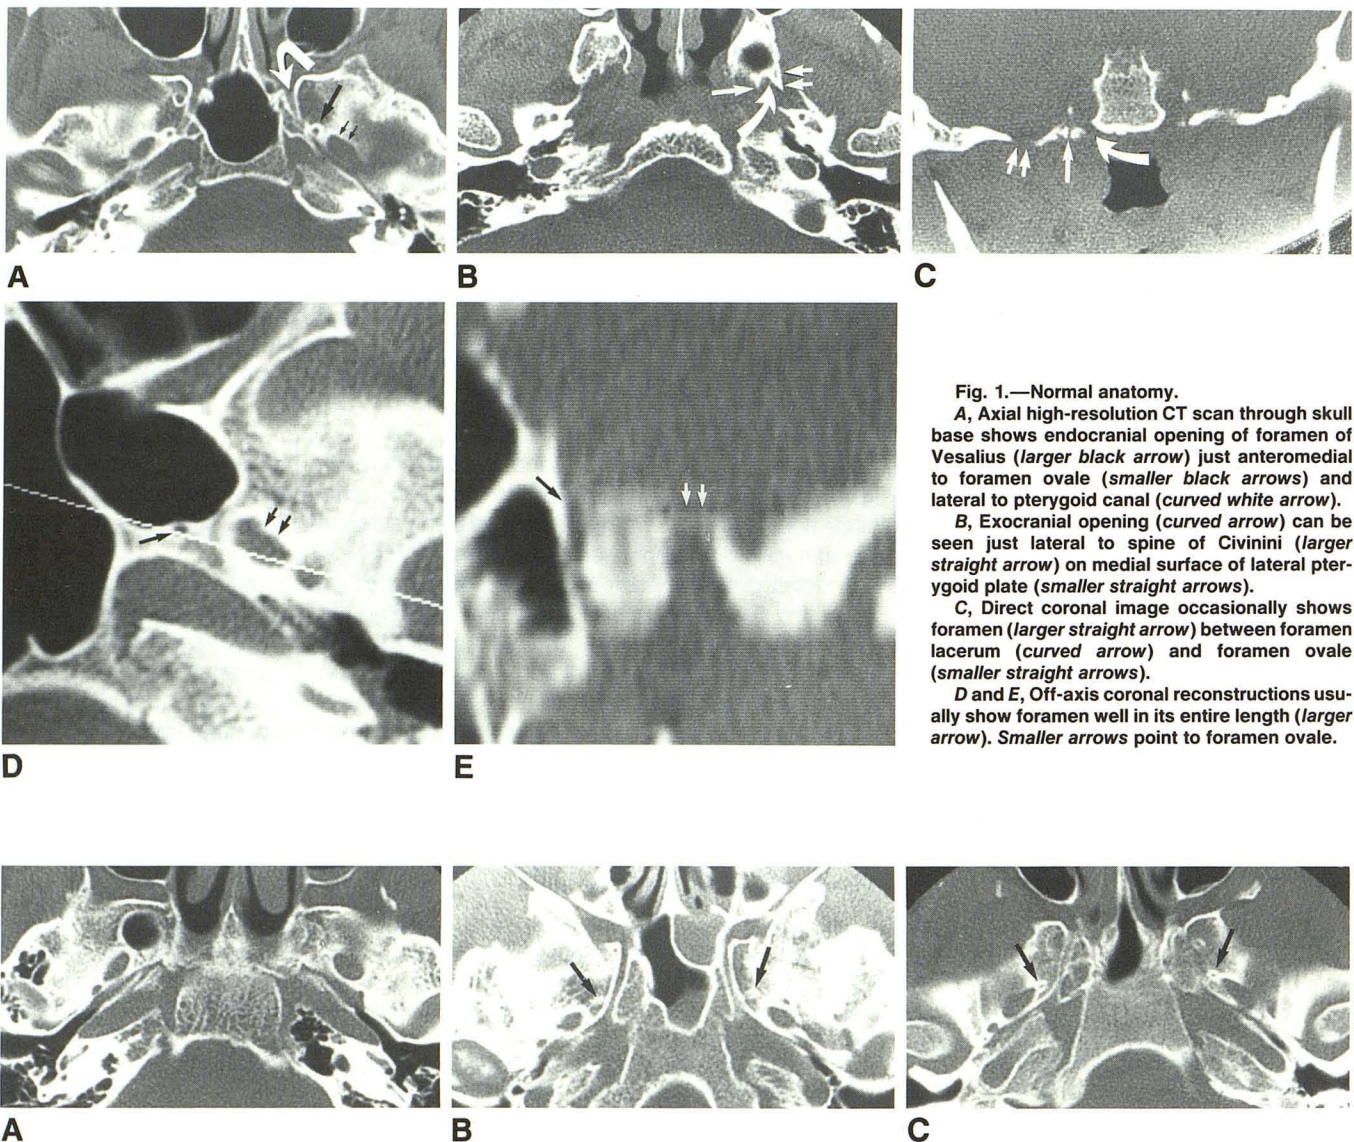 A
B
C
D
E
Fig. 1.—Normal anatomy.
A, Axial high-resolution CT scan through skull
base shows endocranial opening of foramen of
Vesalius (larger black arrow) just anteromedial
to foramen ovale (smaller black arrows) and
lateral to pterygoid canal (curved white arrow).
B, Exocranial opening (curved arrow) can be
seen just lateral to spine of Civinini (larger
straight arrow) on medial surface of lateral pter-
ygoid plate (smaller straight arrows).
C, Direct coronal image occasionally shows
foramen (larger straight arrow) between foramen
lacerum (curved arrow) and foramen ovale
(smaller straight arrows).
D and E, Off-axis coronal reconstructions usu-
ally show foramen well in its entire length (larger
arrow). Smaller arrows point to foramen ovale.
A
B
C